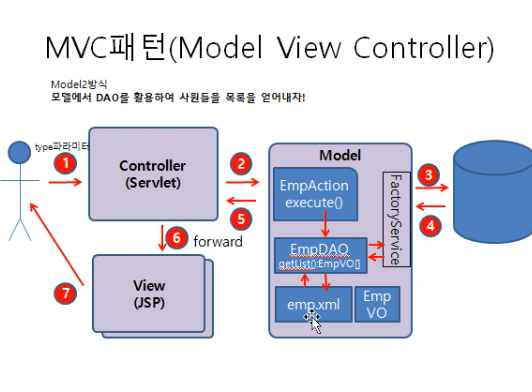 MVC패턴(Model View Controller)
Model2방식
모델에서 DAO를 활용하여 사원들을 목록을 얻어내자!
type파라미터
1
Controller
(Servlet)
2
5
6
forward
7
View
(JSP)
Model
EmpAction
execute()
EmpDAO
getList():EmpVO[]
emp.xml
Emp
VO
FactoryService
3
4